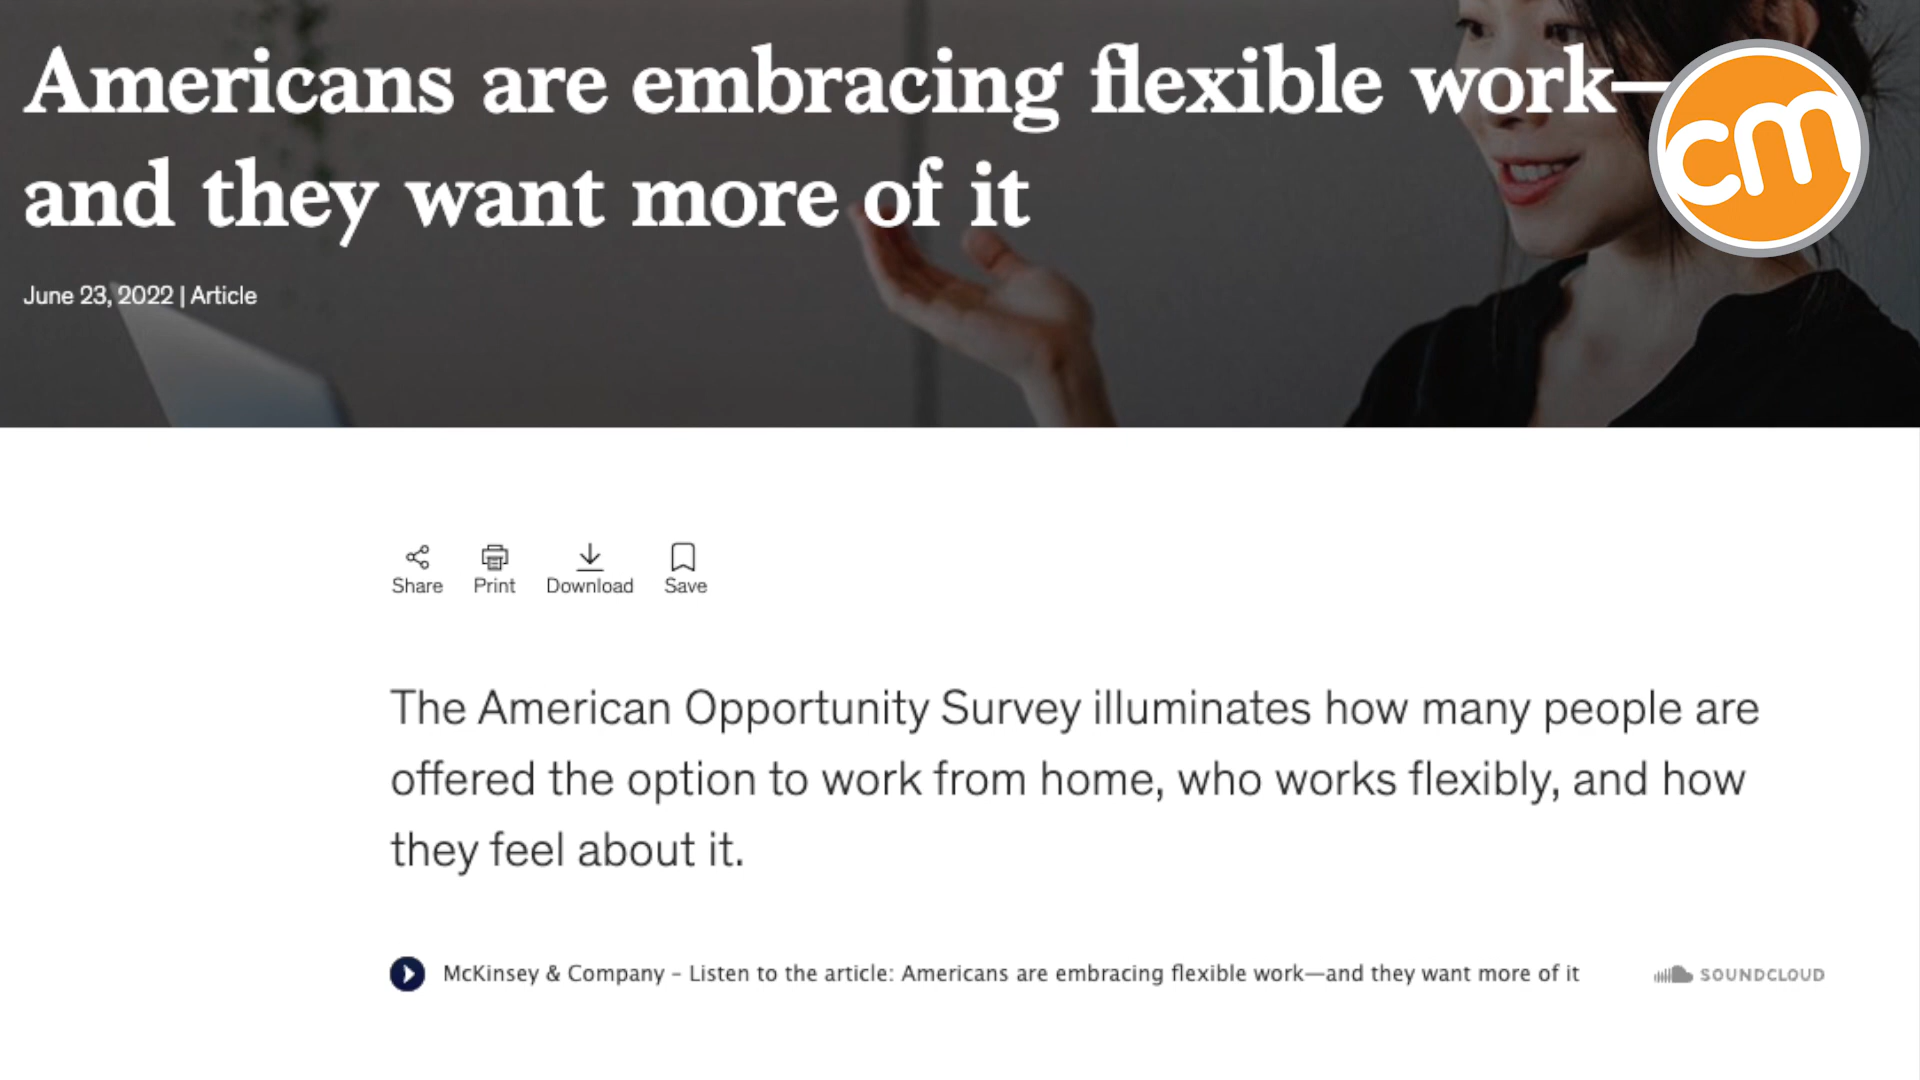 Americans are embracing flexible work—
and they want more of it
cm
June 23, 2022 | Article
Share Print Download Save
The American Opportunity Survey illuminates how many people are
offered the option to work from home, who works flexibly, and how
they feel about it.
McKinsey & Company – Listen to the article: Americans are embracing flexible work—and they want more of it SOUNDCLOUD